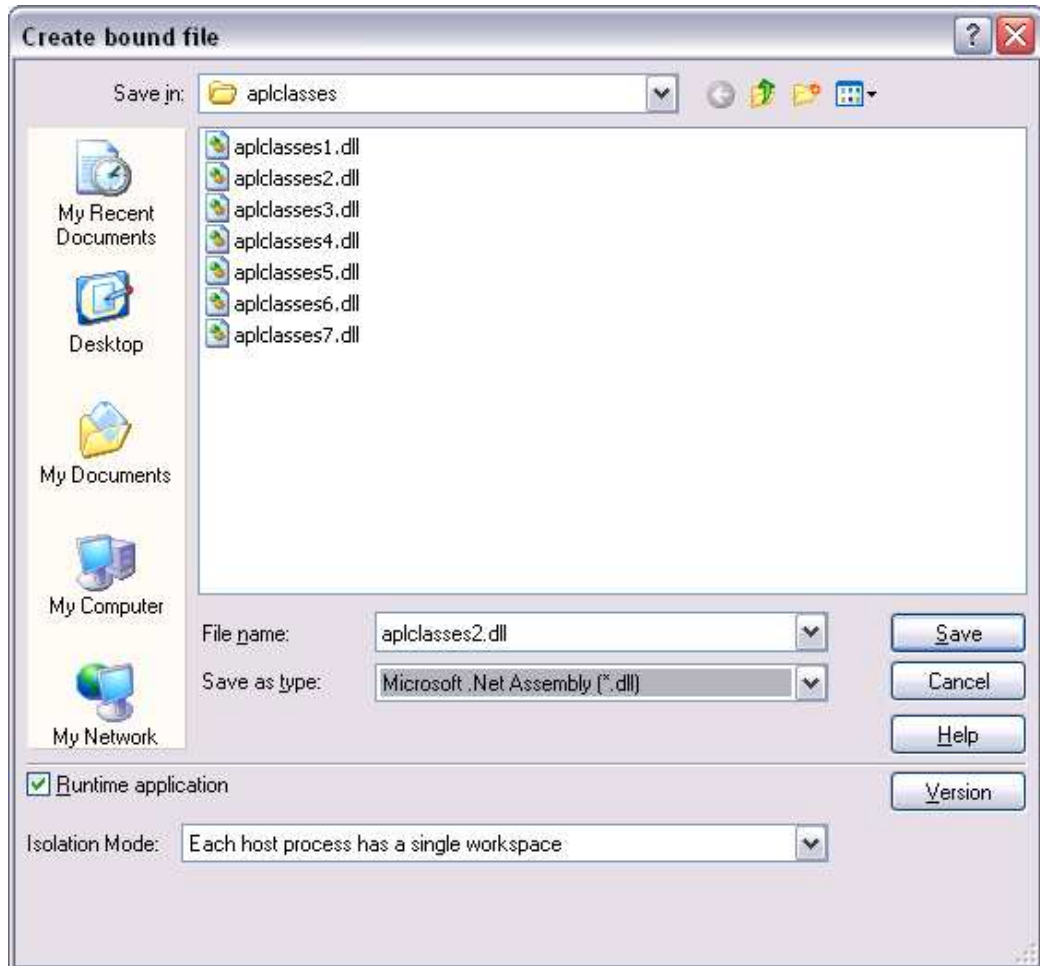 Create bound file
Save in:
aplclasses
My Recent Documents
Desktop
My Documents
My Computer
My Network
aplclasses1.dll
aplclasses2.dll
aplclasses3.dll
aplclasses4.dll
aplclasses5.dll
aplclasses6.dll
aplclasses7.dll
File name:
aplclasses2.dll
Save
Save as type:
Microsoft .Net Assembly (*.dll)
Cancel
Help
Runtime application
Version
Isolation Mode:
Each host process has a single workspace